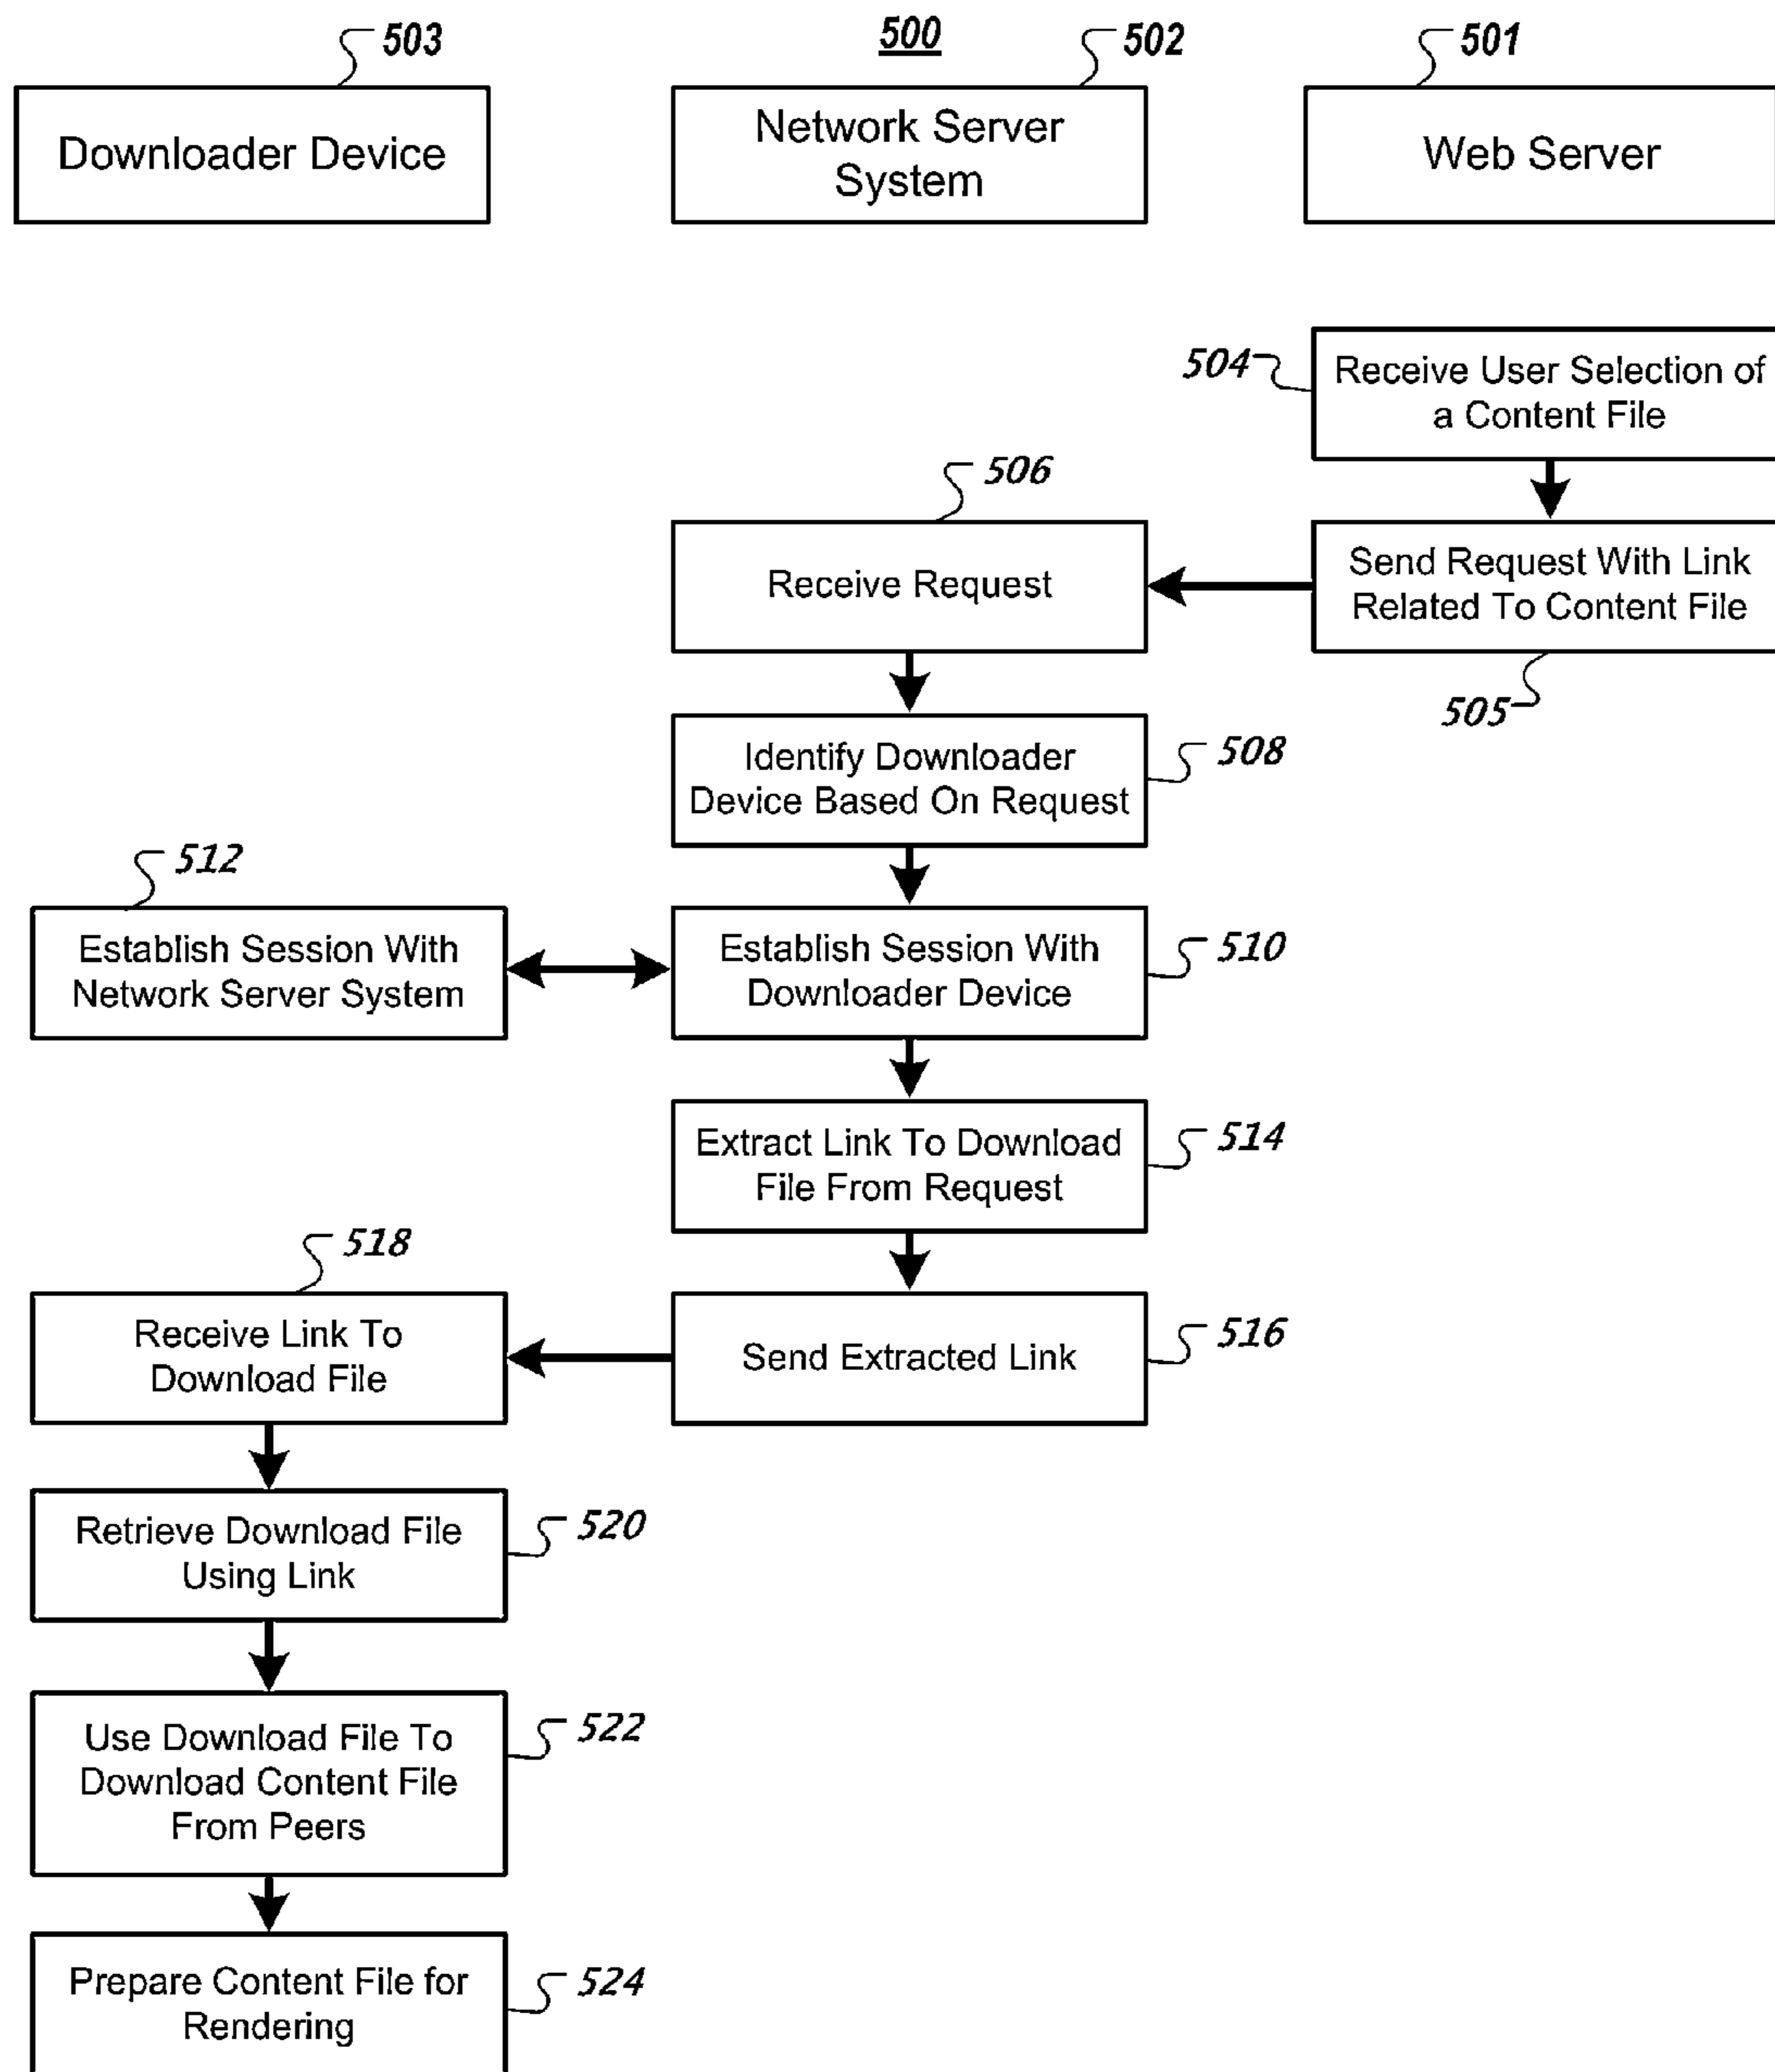 503
500
502
501
Downloader Device
Network Server
System
Web Server
504
Receive User Selection of
a Content File
506
Receive Request
Send Request With Link
Related To Content File
505
Identify Downloader
Device Based On Request
508
512
Establish Session With
Network Server System
Establish Session With
Downloader Device
510
Extract Link To Download
File From Request
514
518
Receive Link To
Download File
Send Extracted Link
516
Retrieve Download File
Using Link
520
Use Download File To
Download Content File
From Peers
522
Prepare Content File for
Rendering
524